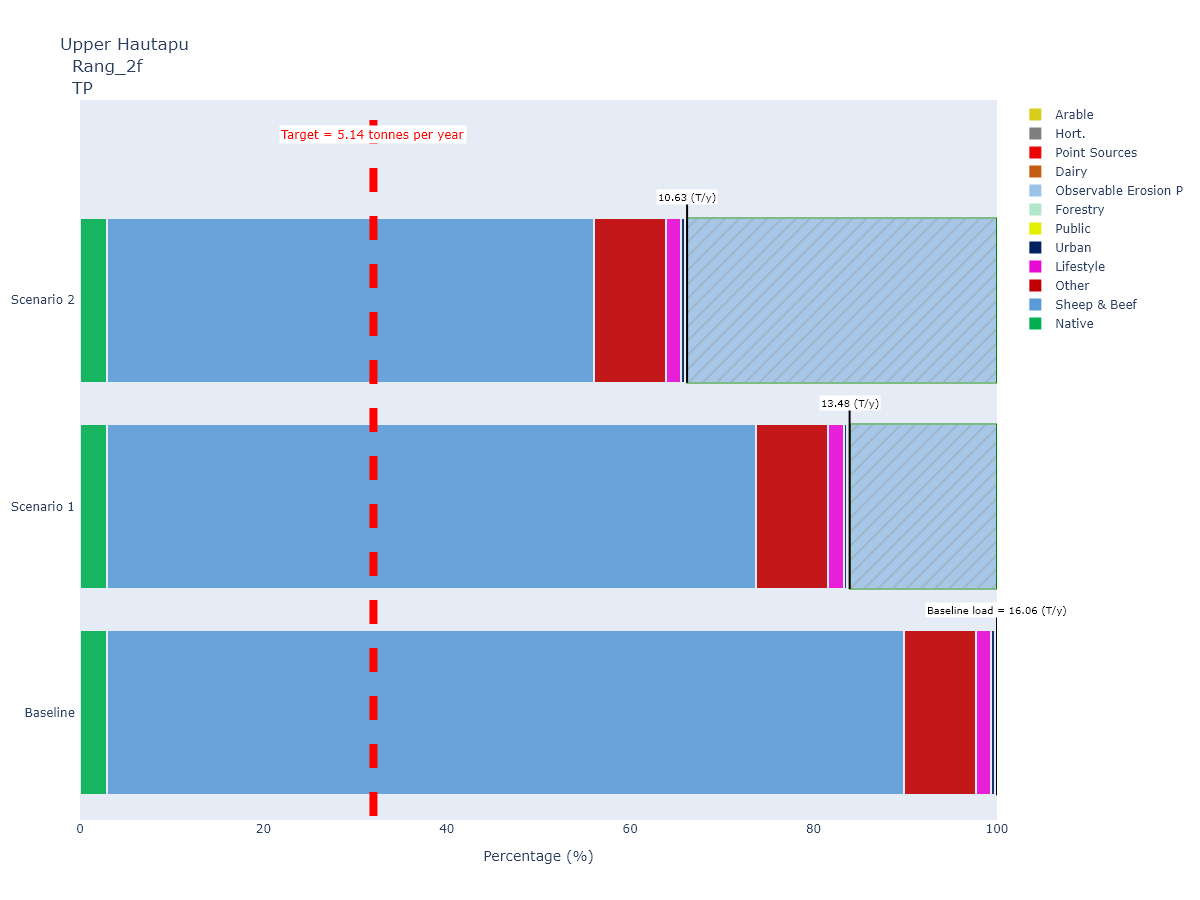 Upper Hautapu
Rang_2f
TP
Target = 5.14 tonnes per year
10.63 (T/y)
Scenario 2
13.48 (T/y)
Scenario 1
Baseline load = 16.06 (T/y)
Baseline
0 20 40 60 80 100
Percentage (%)
Arable
Hort.
Point Sources
Dairy
Observable Erosion P
Forestry
Public
Urban
Lifestyle
Other
Sheep & Beef
Native